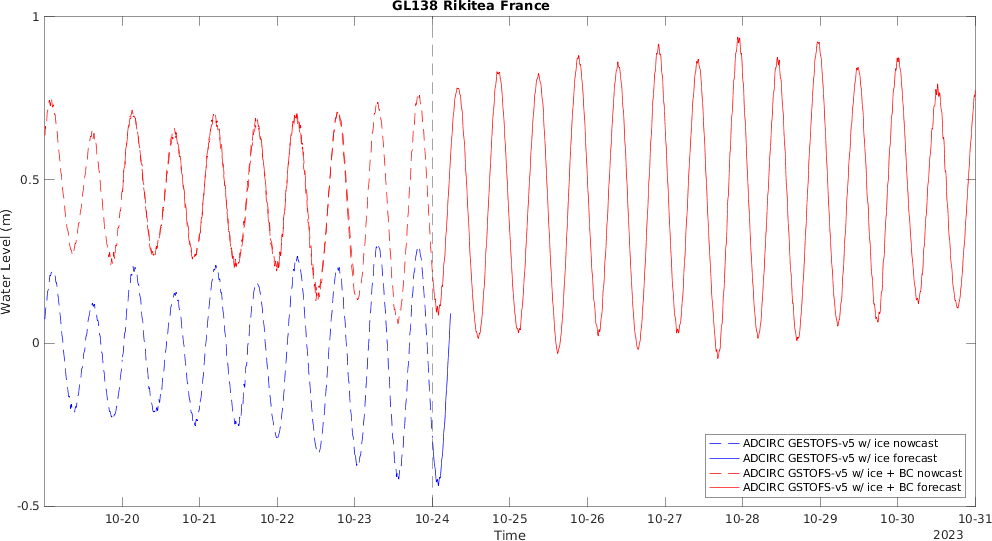 GL138 Rikitea France
Water Level (m)
1
0.5
0
-0.5
10-20 10-21 10-22 10-23 10-24 10-25 10-26 10-27 10-28 10-29 10-30 10-31
Time
2023
ADCIRC GESTOFS-v5 w/ ice nowcast
ADCIRC GESTOFS-v5 w/ ice forecast
ADCIRC GSTOFS-v5 w/ ice + BC nowcast
ADCIRC GSTOFS-v5 w/ ice + BC forecast